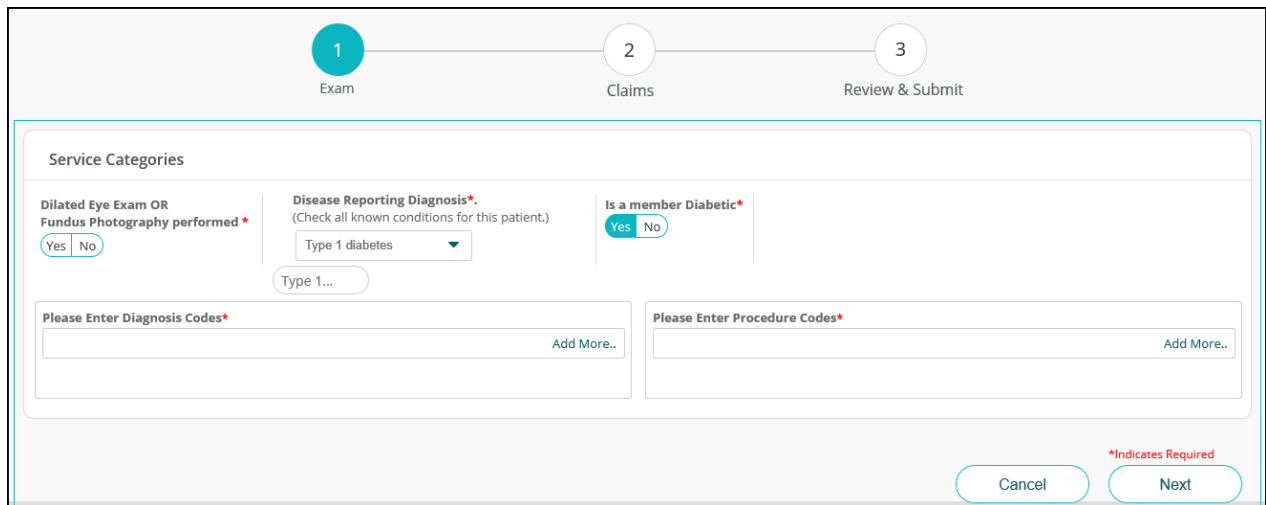 1
2
3
Exam
Claims
Review & Submit
Service Categories
Dilated Eye Exam OR
Fundus Photography performed *
Yes No
Disease Reporting Diagnosis*.
(Check all known conditions for this patient.)
Type 1 diabetes
Type 1...
Is a member Diabetic*
Yes No
Please Enter Diagnosis Codes*
Add More..
Please Enter Procedure Codes*
Add More..
*Indicates Required
Cancel
Next